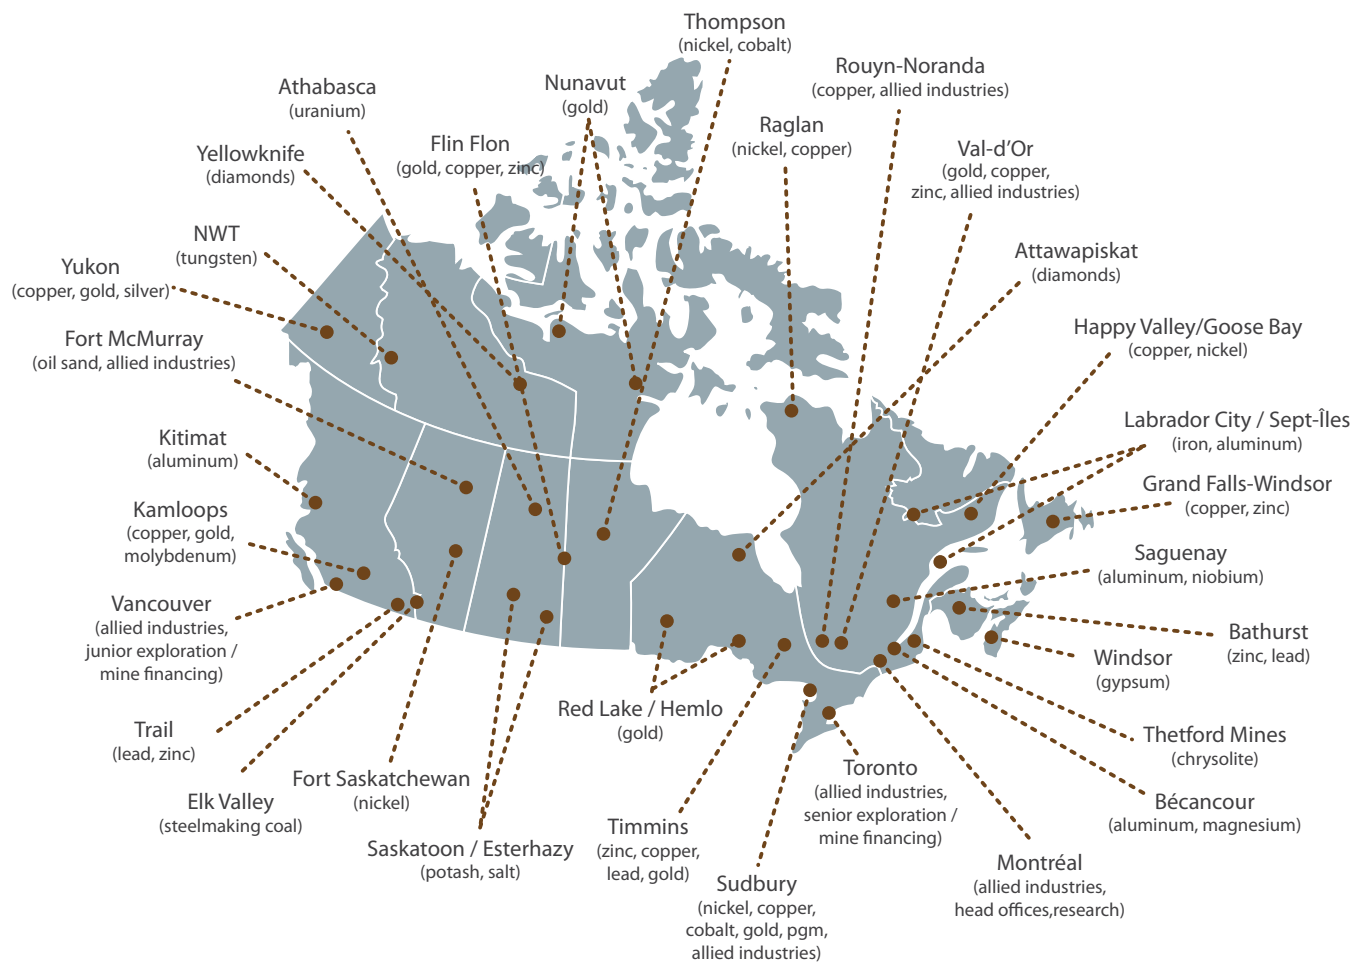 Thompson
(nickel, cobalt)
Rouyn-Noranda
(copper, allied industries)
Athabasca
(uranium)
Nunavut
(gold)
Raglan
(nickel, copper)
Flin Flon
(gold, copper, zinc)
Val-d'Or
(gold, copper,
zinc, allied industries)
Yellowknife
(diamonds)
NWT
(tungsten)
Attawapiskat
(diamonds)
Yukon
(copper, gold, silver)
Fort McMurray
(oil sand, allied industries)
Happy Valley/Goose Bay
(copper, nickel)
Kitimat
(aluminum)
Labrador City / Sept-Îles
(iron, aluminum)
Grand Falls-Windsor
(copper, zinc)
Kamloops
(copper, gold,
molybdenum)
Saguenay
(aluminum, niobium)
Vancouver
(allied industries,
junior exploration /
mine financing)
Bathurst
(zinc, lead)
Windsor
(gypsum)
Trail
(lead, zinc)
Red Lake / Hemlo
(gold)
Thetford Mines
(chrysolite)
Fort Saskatchewan
(nickel)
Toronto
(allied industries,
senior exploration /
mine financing)
Elk Valley
(steelmaking coal)
Bécancour
(aluminum, magnesium)
Saskatoon / Esterhazy
(potash, salt)
Timmins
(zinc, copper,
lead, gold)
Montréal
(allied industries,
head offices,research)
Sudbury
(nickel, copper,
cobalt, gold, pgm,
allied industries)